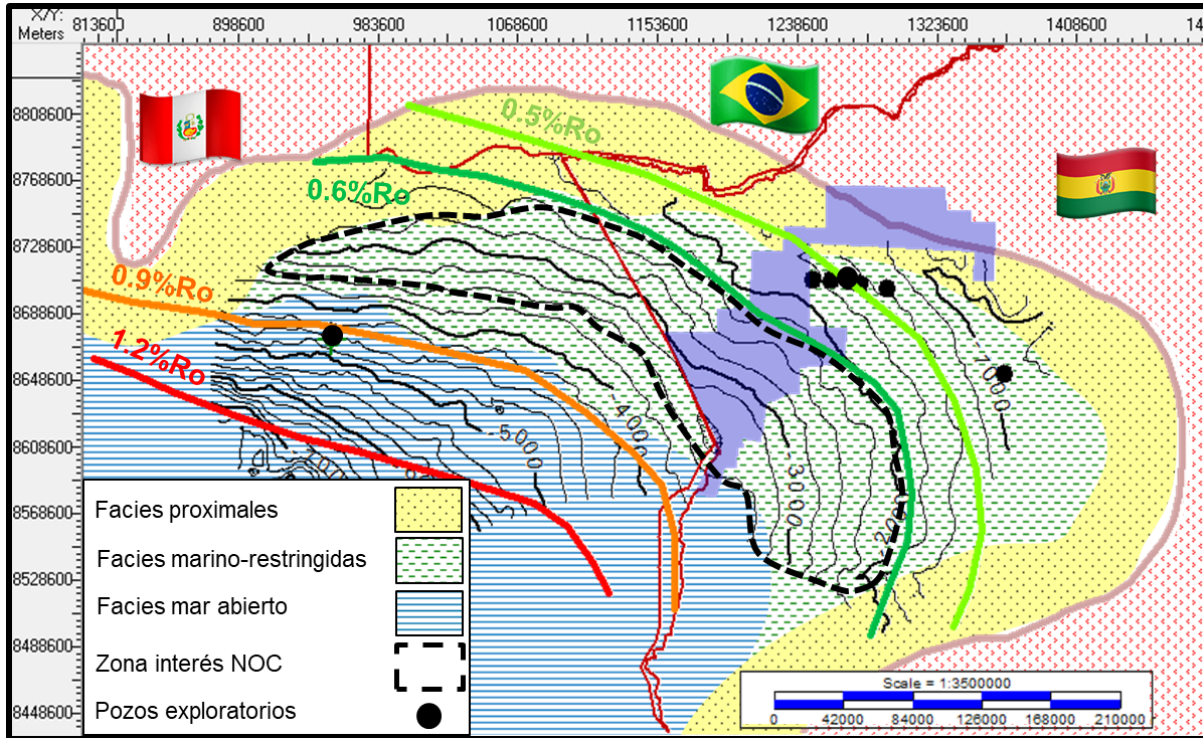 X/Y:
Meters
813600 898600 983600 1068600 1153600 1238600 1323600 1408600 14
8808600
8768600
8728600
8688600
8648600
8608600
8568600
8528600
8488600
8448600
0.5%Ro
0.6%Ro
0.9%Ro
1.2%Ro
-1000
-4000
-5000
-3000
Facies proximales
Facies marino-restringidas
Facies mar abierto
Zona interés NOC
Pozos exploratorios
Scale = 1:3500000
0 42000 84000 126000 168000 210000